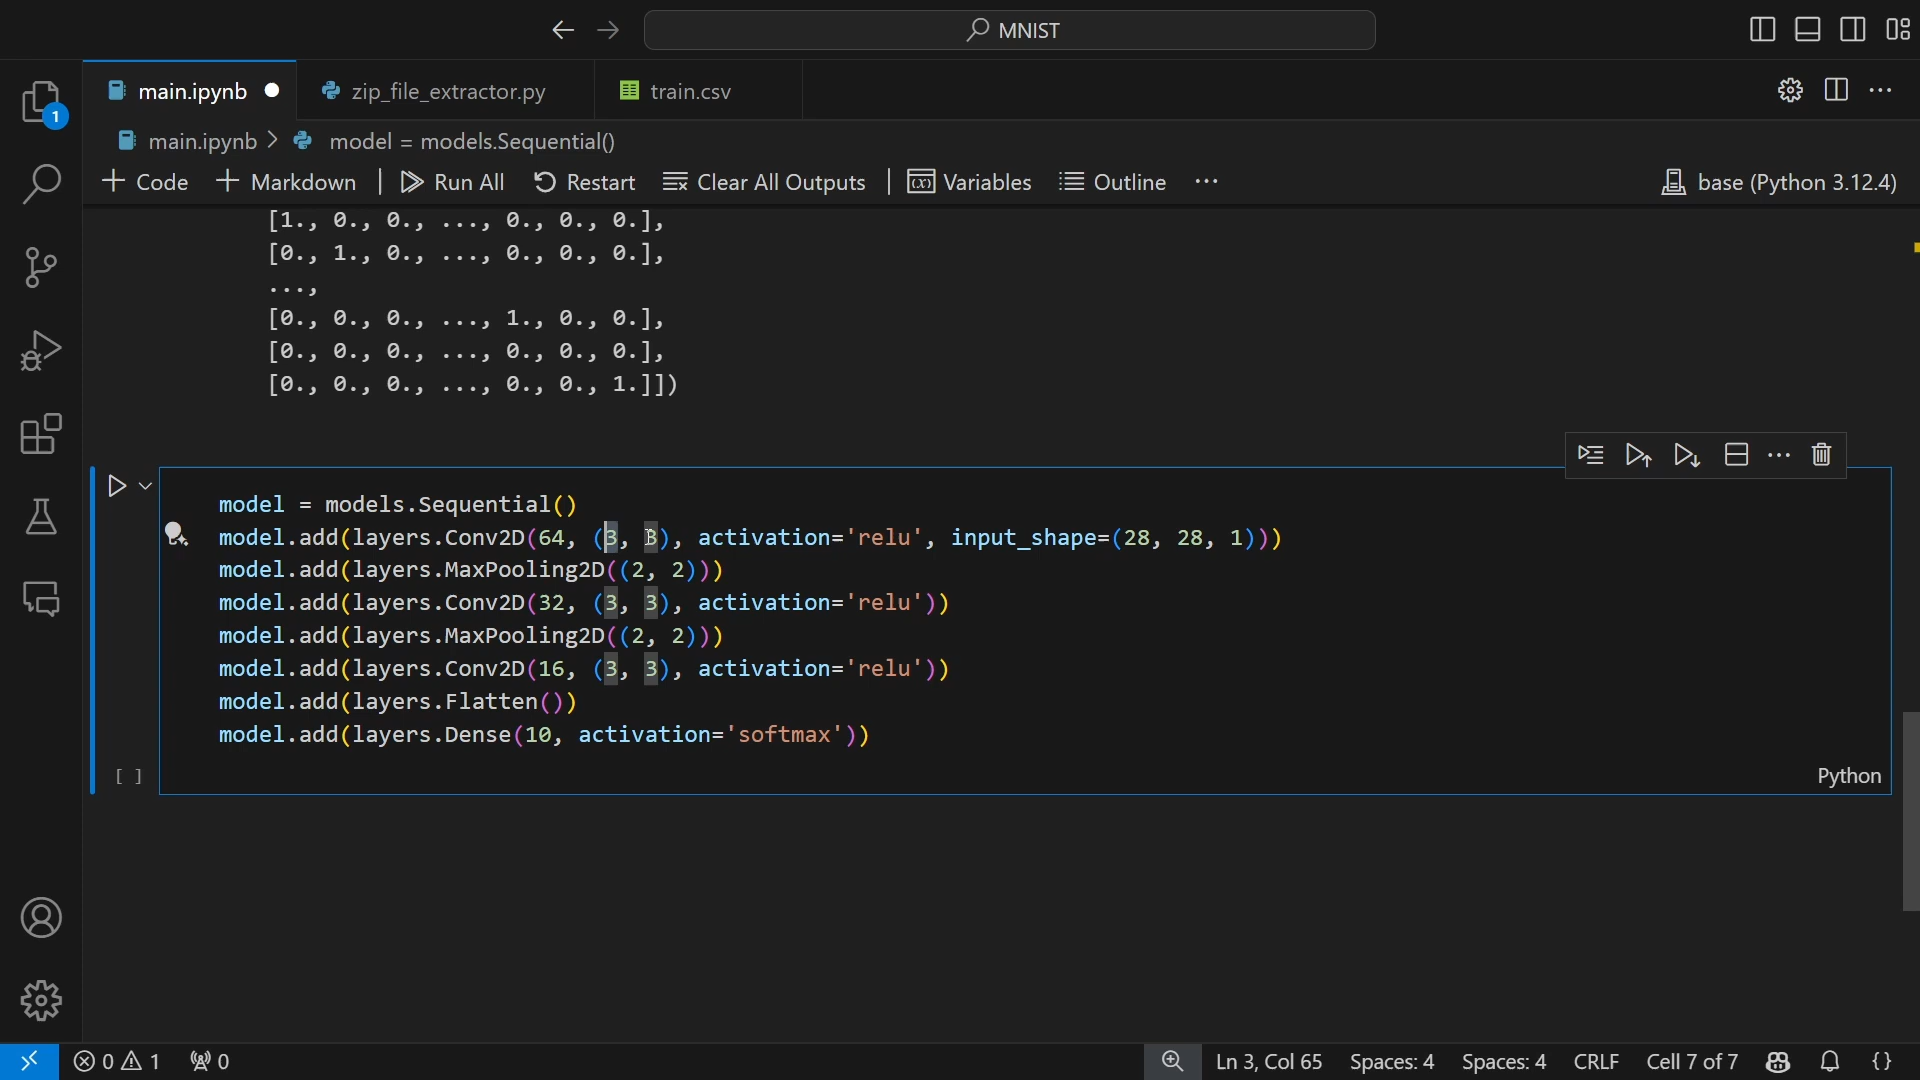 MNIST
main.ipynb
zip_file_extractor.py
train.csv
1
main.ipynb > model = models.Sequential()
Code
Markdown
Run All
Restart
Clear All Outputs
Variables
Outline
...
base (Python 3.12.4)
[1., 0., 0., ..., 0., 0., 0.],
[0., 1., 0., ..., 0., 0., 0.],
...,
[0., 0., 0., ..., 1., 0., 0.],
[0., 0., 0., ..., 0., 0., 0.],
[0., 0., 0., ..., 0., 0., 1.]])
model = models.Sequential()
model.add(layers.Conv2D(64, (3, 3), activation='relu', input_shape=(28, 28, 1)))
model.add(layers.MaxPooling2D((2, 2)))
model.add(layers.Conv2D(32, (3, 3), activation='relu'))
model.add(layers.MaxPooling2D((2, 2)))
model.add(layers.Conv2D(16, (3, 3), activation='relu'))
model.add(layers.Flatten())
model.add(layers.Dense(10, activation='softmax'))
[ ]
Python
0 1 0
Ln 3, Col 65 Spaces: 4 Spaces: 4 CRLF Cell 7 of 7 {}